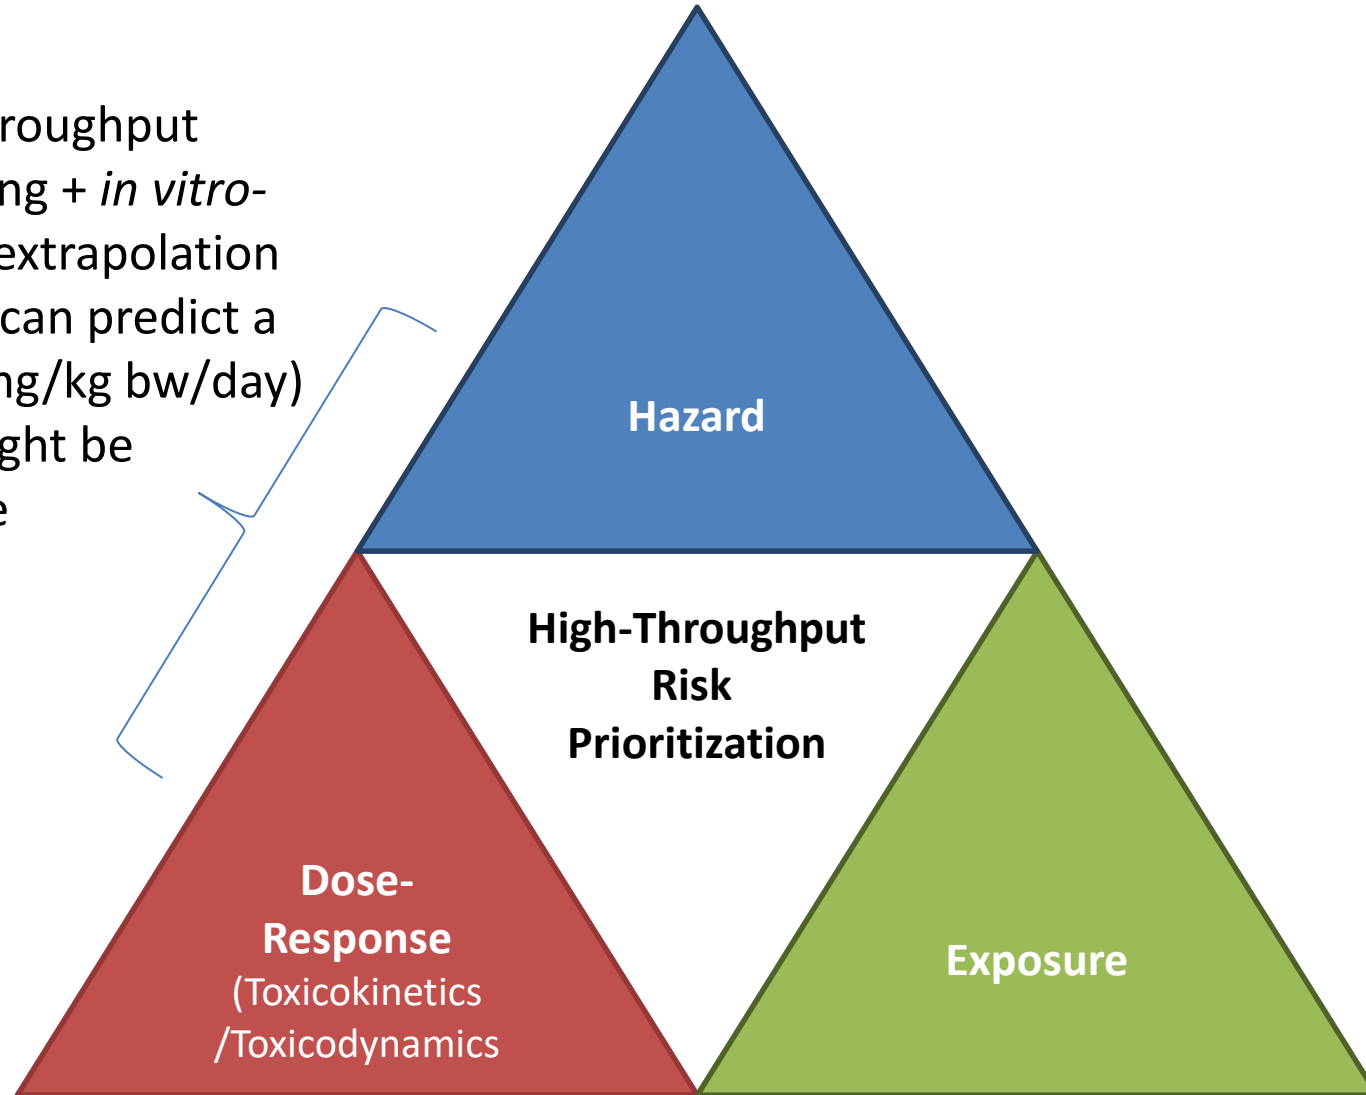 roughput
ng + in vitro-
extrapolation
can predict a
ng/kg bw/day)
ght be
e
Hazard
High-Throughput
Risk
Prioritization
Dose-
Response
(Toxicokinetics
/Toxicodynamics
Exposure